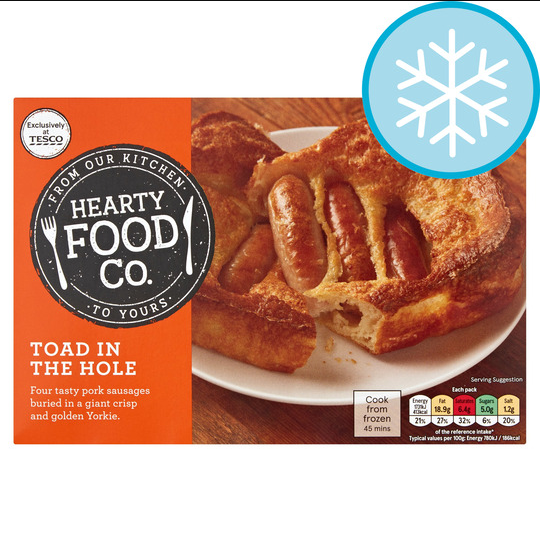 Exclusively
at
TESCO
FROM OUR KITCHEN
HEARTY
FOOD
CO.
TO YOURS
TOAD IN
THE HOLE
Four tasty pork sausages
buried in a giant crisp
and golden Yorkie.
Serving Suggestion
Cook
from
frozen
45 mins
Each pack
Energy Fat Saturates Sugars Salt
1731kJ 18.9g 6.4g 5.0g 1.2g
413kcal
21% 27% 32% 6% 20%
of the reference intake*
Typical values per 100g: Energy 780kJ / 186kcal